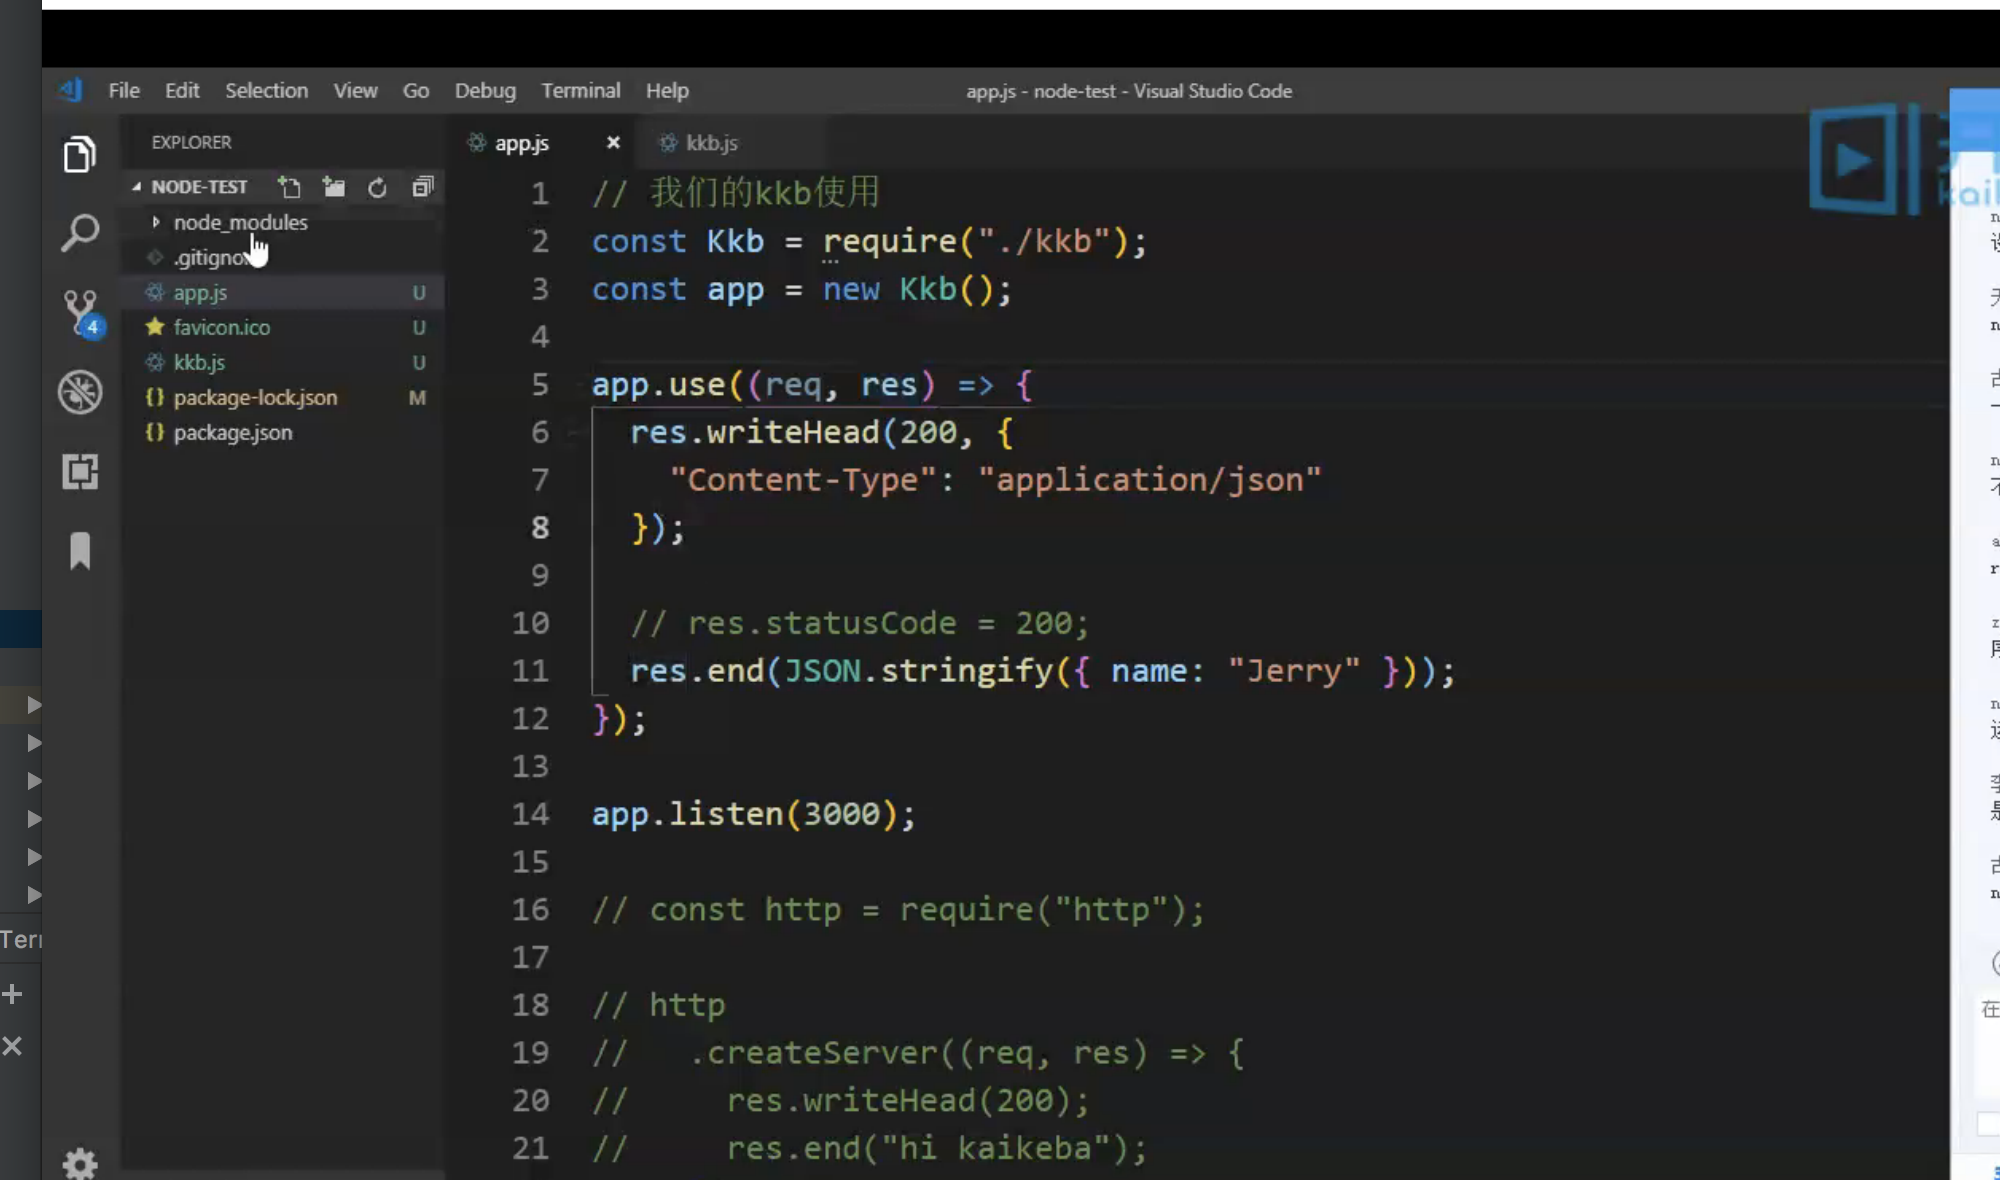 File Edit Selection View Go Debug Terminal Help
app.js - node-test - Visual Studio Code
EXPLORER
NODE-TEST
node_modules
.gitigno
app.js U
favicon.ico U
kkb.js U
package-lock.json M
package.json
4
app.js
kkb.js
1 // 我们的kkb使用
2 const Kkb = require("./kkb");
3 const app = new Kkb();
4
5 app.use((req, res) => {
6 res.writeHead(200, {
7 "Content-Type": "application/json"
8 });
9
10 // res.statusCode = 200;
11 res.end(JSON.stringify({ name: "Jerry" }));
12 });
13
14 app.listen(3000);
15
16 // const http = require("http");
17
18 // http
19 // .createServer((req, res) => {
20 // res.writeHead(200);
21 // res.end("hi kaikeba");
kaik
Ter
在